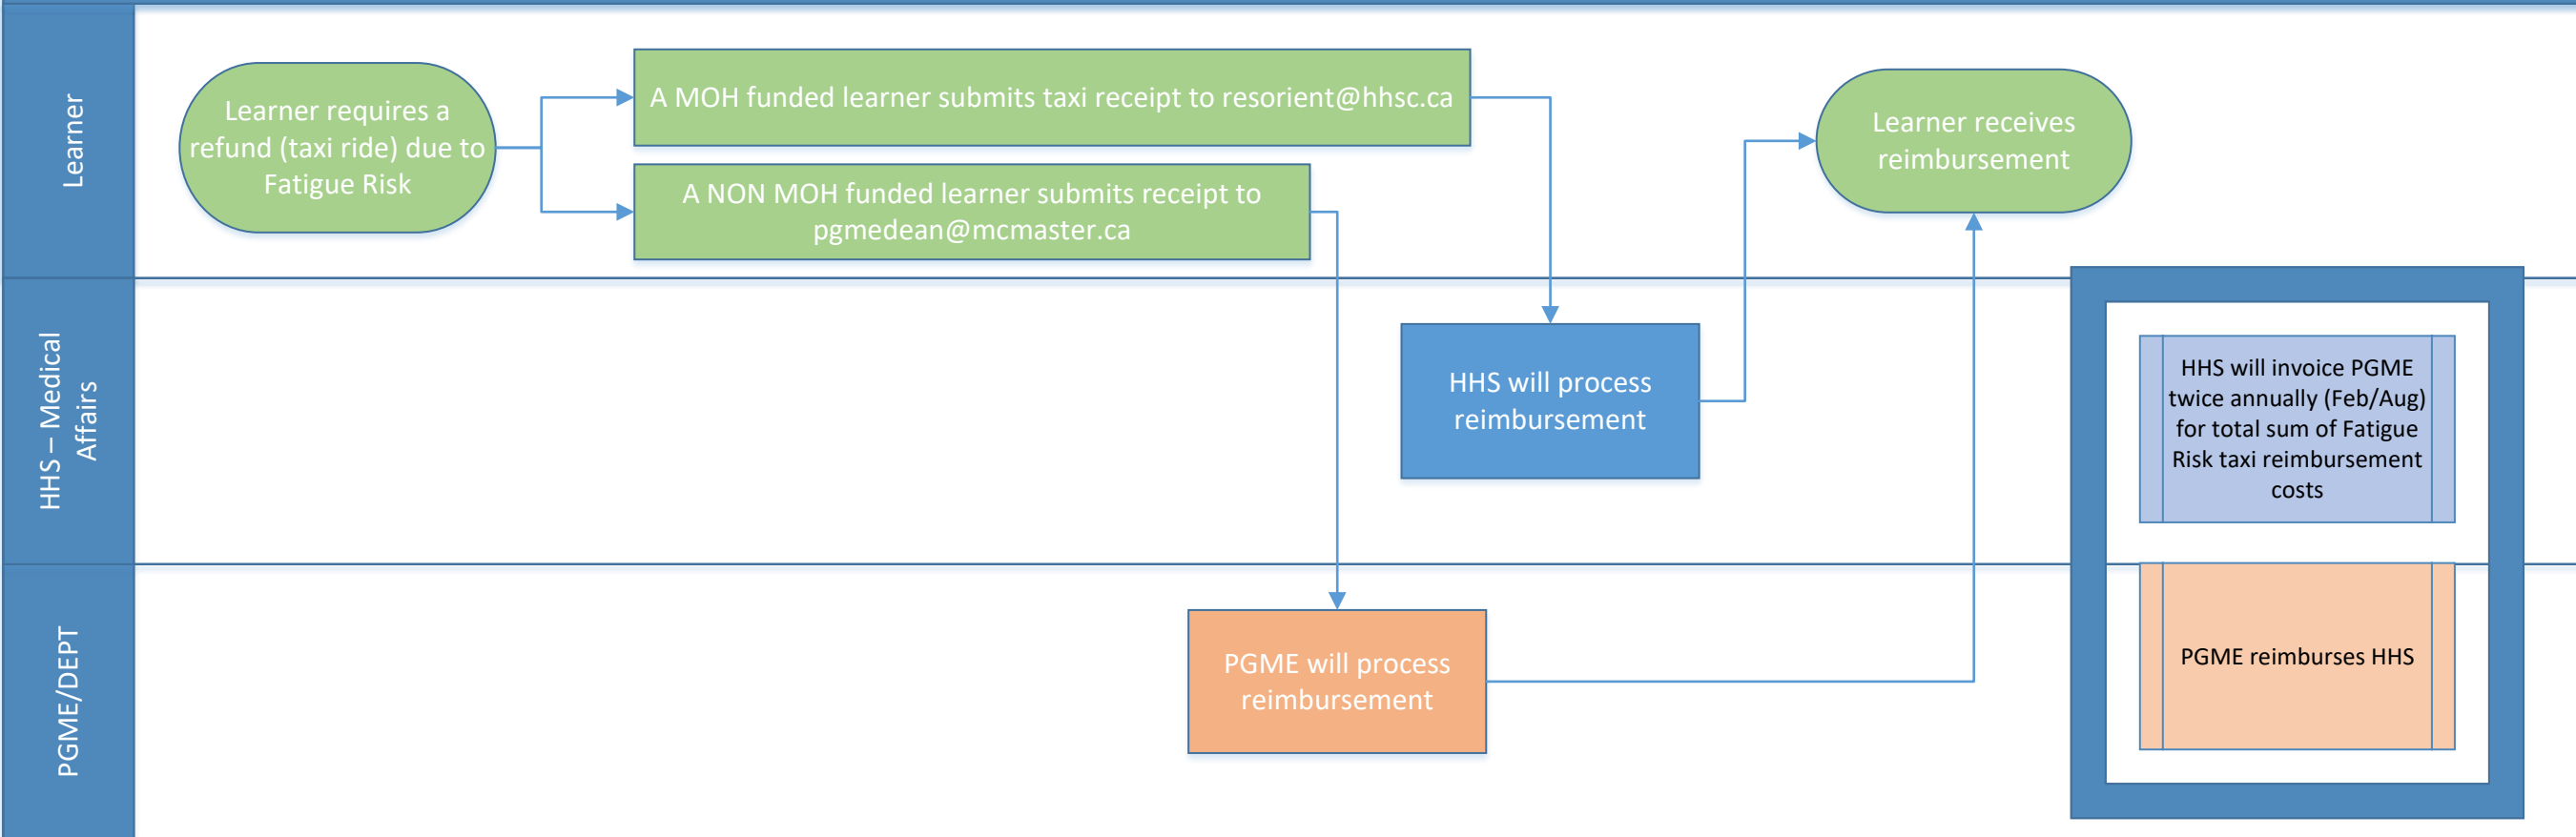 Learner
Learner requires a
refund (taxi ride) due to
Fatigue Risk
A MOH funded learner submits taxi receipt to resorient@hhsc.ca
A NON MOH funded learner submits receipt to
pgmedean@mcmaster.ca
Learner receives
reimbursement
HHS – Medical
Affairs
HHS will process
reimbursement
HHS will invoice PGME
twice annually (Feb/Aug)
for total sum of Fatigue
Risk taxi reimbursement
costs
PGME/DEPT
PGME will process
reimbursement
PGME reimburses HHS